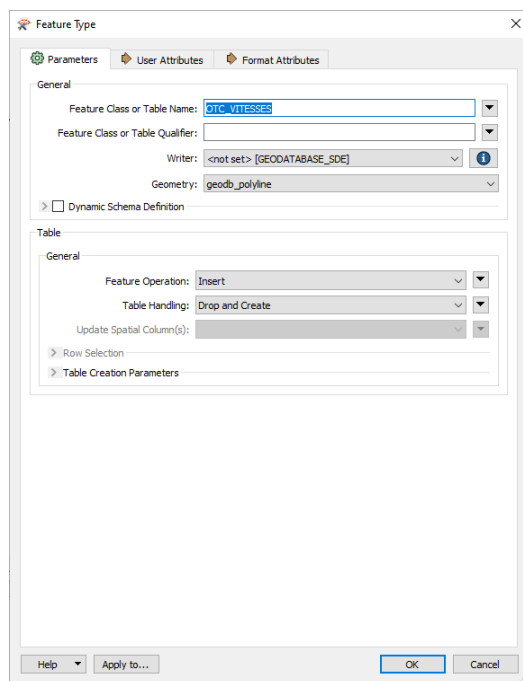 Feature Type
Parameters User Attributes Format Attributes
General
Feature Class or Table Name: OTC_VITESSES
Feature Class or Table Qualifier:
Writer: <not set> [GEODATABASE_SDE]
Geometry: geodb_polyline
Dynamic Schema Definition
Table
General
Feature Operation: Insert
Table Handling: Drop and Create
Update Spatial Column(s):
Row Selection
Table Creation Parameters
Help Apply to... OK Cancel